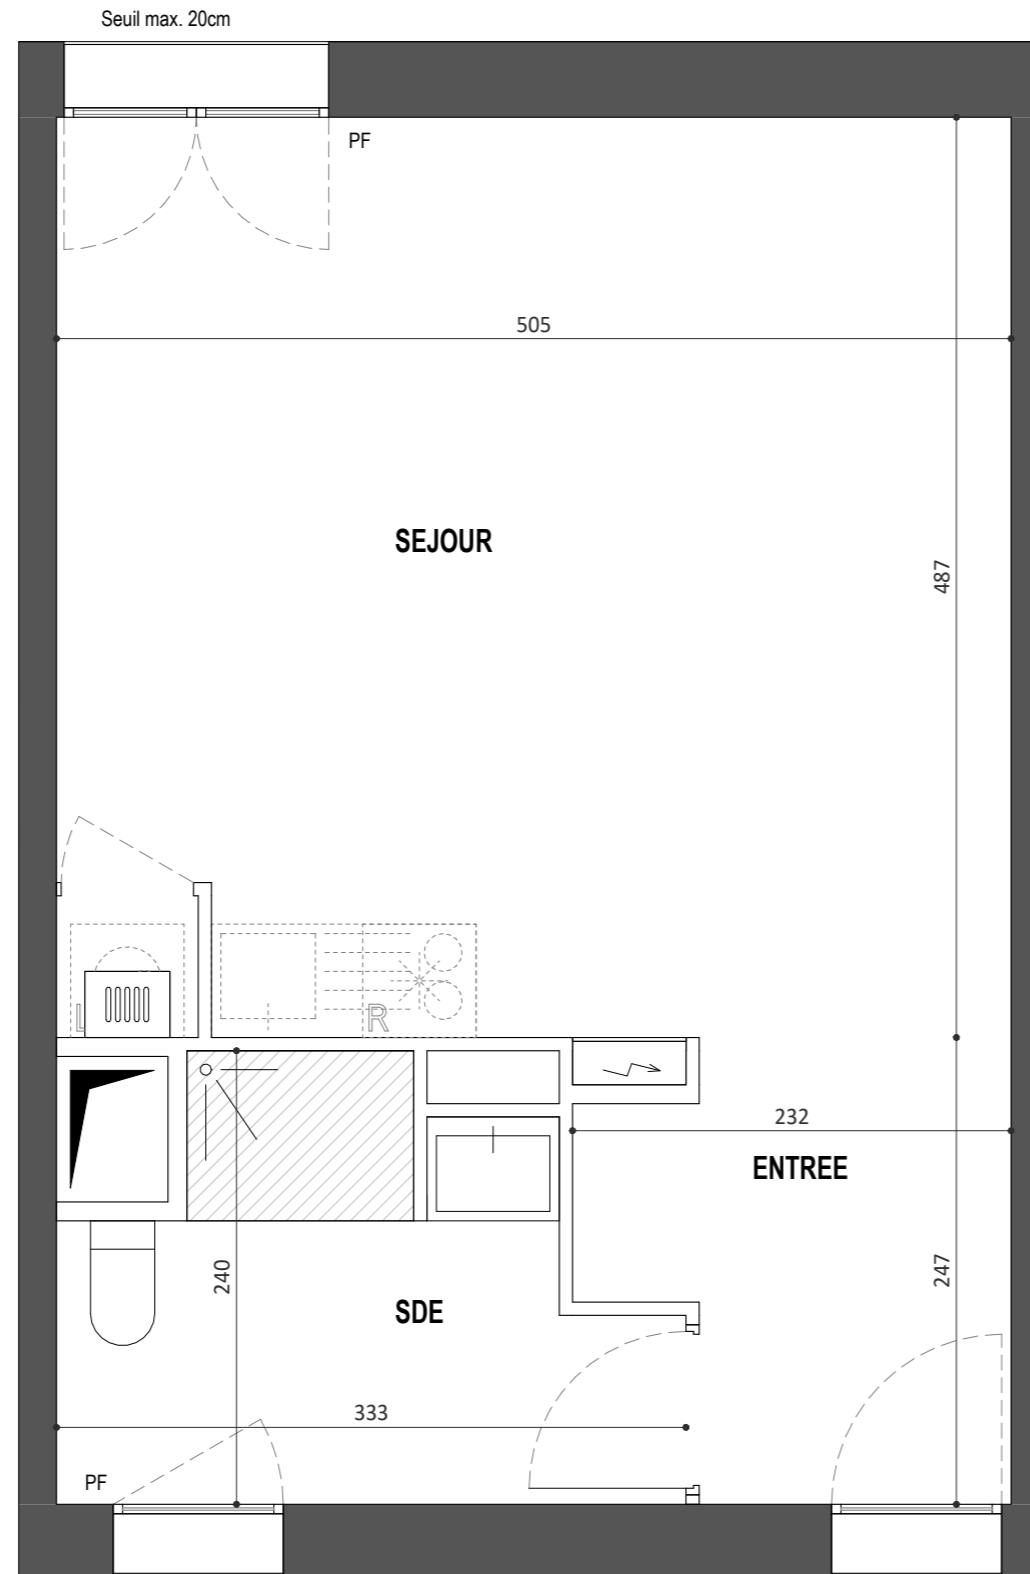 Seuil max. 20cm
PF
505
SEJOUR
487
L
R
232
ENTREE
240
247
SDE
333
PF